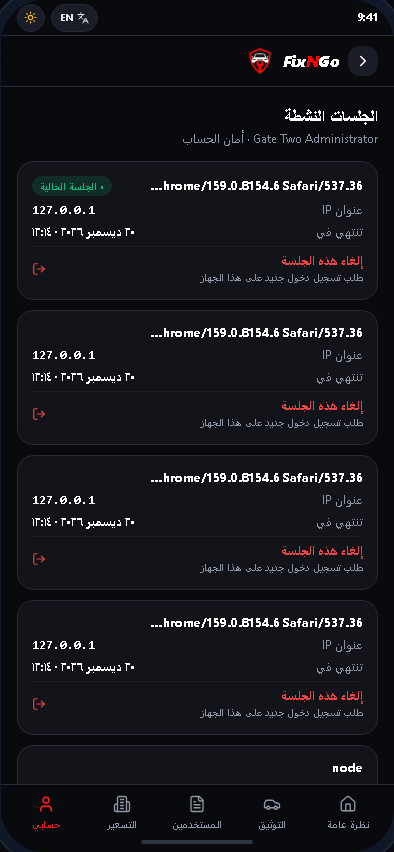 EN
9:41
FixNGo
الجلسات النشطة
Gate Two Administrator · أمان الحساب
...hrome/159.0.8154.6 Safari/537.36
• الجلسة الحالية
عنوان IP
127.0.0.1
تنتهي في
٣٠ ديسمبر ٢٠٢٦ · ١٢:١٤
إلغاء هذه الجلسة
طلب تسجيل دخول جديد على هذا الجهاز
...hrome/159.0.8154.6 Safari/537.36
عنوان IP
127.0.0.1
تنتهي في
٣٠ ديسمبر ٢٠٢٦ · ١٢:١٤
إلغاء هذه الجلسة
طلب تسجيل دخول جديد على هذا الجهاز
...hrome/159.0.8154.6 Safari/537.36
عنوان IP
127.0.0.1
تنتهي في
٣٠ ديسمبر ٢٠٢٦ · ١٢:١٤
إلغاء هذه الجلسة
طلب تسجيل دخول جديد على هذا الجهاز
...hrome/159.0.8154.6 Safari/537.36
عنوان IP
127.0.0.1
تنتهي في
٣٠ ديسمبر ٢٠٢٦ · ١٢:١٤
إلغاء هذه الجلسة
طلب تسجيل دخول جديد على هذا الجهاز
node
نظرة عامة
التوثيق
المستخدمين
التسعير
حسابي